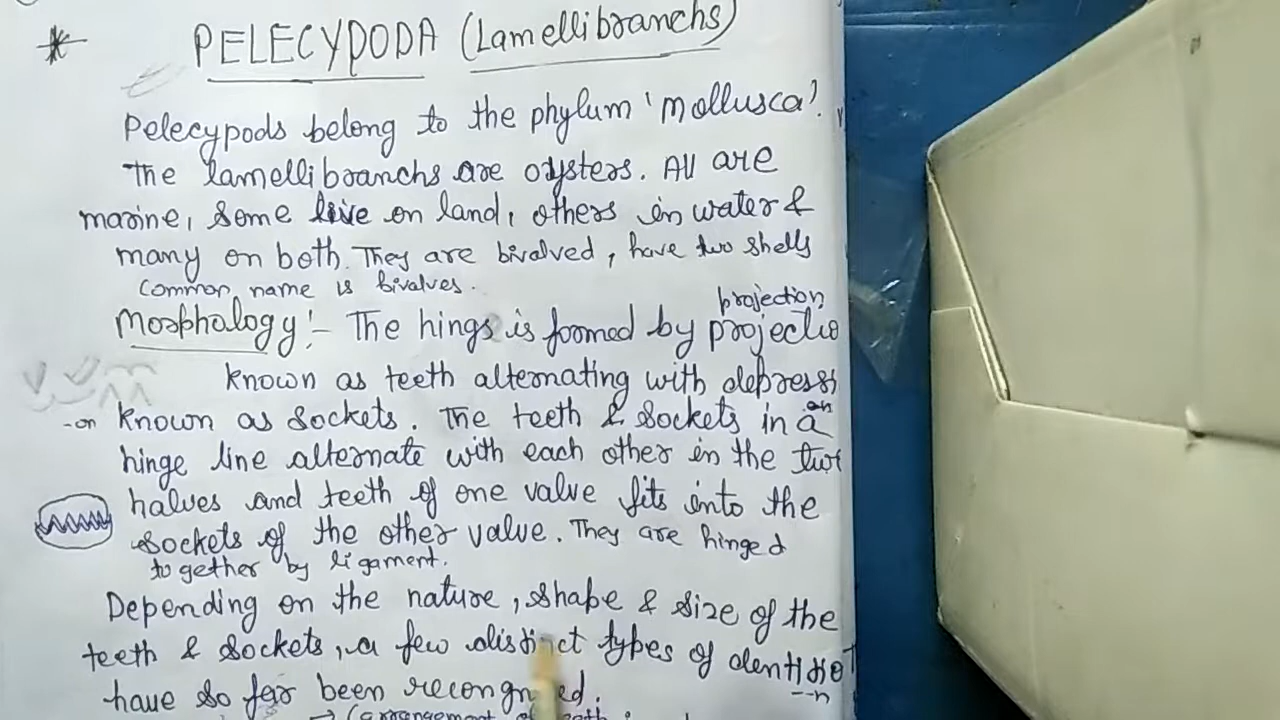 * PELECYPODA (Lamellibranchs)
Pelecypods belong to the phylum 'Mollusca'.
The lamellibranchs are oysters. All are
marine, some live on land, others in water &
many on both. They are bivalved, have two shells
Common name is bivalves.
projection
Morphology:- The hings is formed by projectio
known as teeth alternating with depressi
-on known as sockets. The teeth & sockets in a
an
hinge line alternate with each other in the two
halves and teeth of one valve fits into the
sockets of the other valve. They are hinged
together by ligament.
Depending on the nature, shape & size of the
teeth & sockets, a few distinct types of dentitio
-n
have so far been
(arrangement of teeth